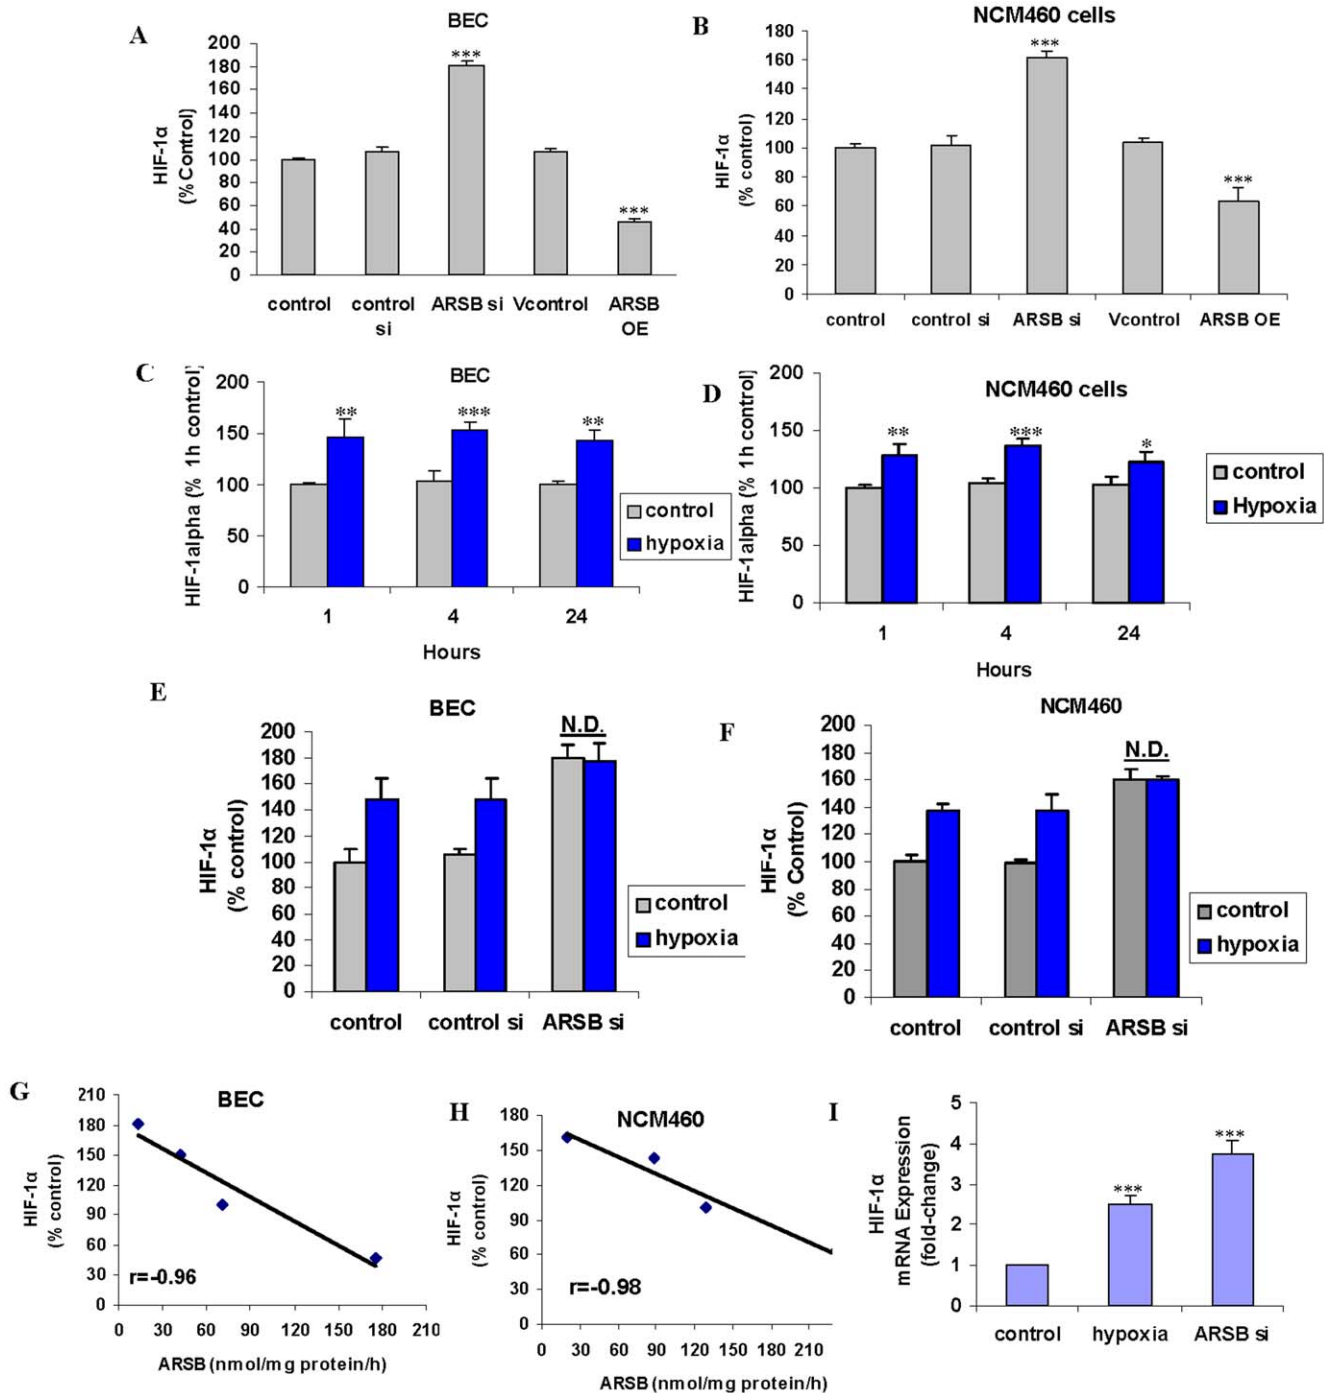 A
BEC
HIF-1α
(% Control)
200
180
160
140
120
100
80
60
40
20
0
***
***
control
control
si
ARSB si
Vcontrol
ARSB
OE
B
NCM460 cells
HIF-1α
(% control)
180
160
140
120
100
80
60
40
20
0
***
***
control
control si
ARSB si
Vcontrol
ARSB OE
C
BEC
HIF-1alpha (% 1h control)
200
150
100
50
0
**
***
**
control
hypoxia
1
4
24
Hours
D
NCM460 cells
HIF-1alpha (% 1h control)
200
150
100
50
0
**
***
*
control
Hypoxia
1
4
24
Hours
E
BEC
HIF-1α
(% control)
200
180
160
140
120
100
80
60
40
20
0
N.D.
control
hypoxia
control
control si
ARSB si
F
NCM460
HIF-1α
(% Control)
200
180
160
140
120
100
80
60
40
20
0
N.D.
control
hypoxia
control
control si
ARSB si
G
BEC
HIF-1α
(% control)
210
180
150
120
90
60
30
0
r=-0.96
0 30 60 90 120 150 180 210
ARSB (nmol/mg protein/h)
H
NCM460
HIF-1α
(% control)
180
150
120
90
60
30
0
r=-0.98
0 30 60 90 120 150 180 210
ARSB (nmol/mg protein/h)
I
HIF-1α
mRNA Expression
(fold-change)
5
4
3
2
1
0
***
***
control
hypoxia
ARSB si